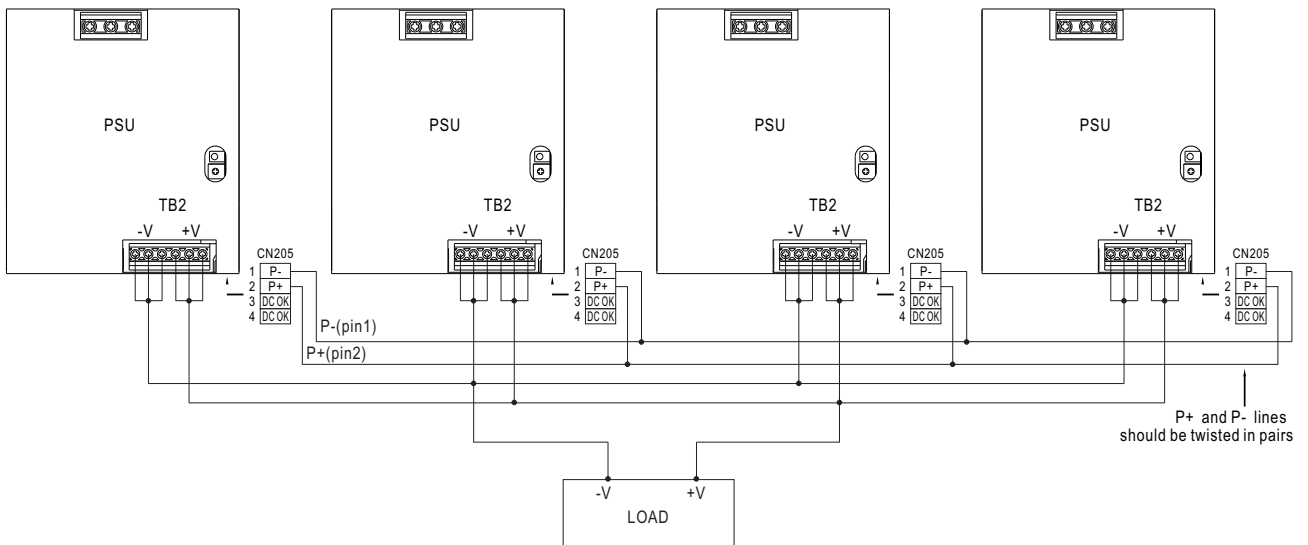 PSU PSU PSU PSU
TB2 TB2 TB2 TB2
-V +V -V +V -V +V -V +V
CN205 CN205 CN205 CN205
1 P- 1 P- 1 P- 1 P-
2 P+ 2 P+ 2 P+ 2 P+
3 DC OK 3 DC OK 3 DC OK 3 DC OK
4 DC OK 4 DC OK 4 DC OK 4 DC OK
P-(pin1)
P+(pin2)
P+ and P- lines
should be twisted in pairs
-V +V
LOAD